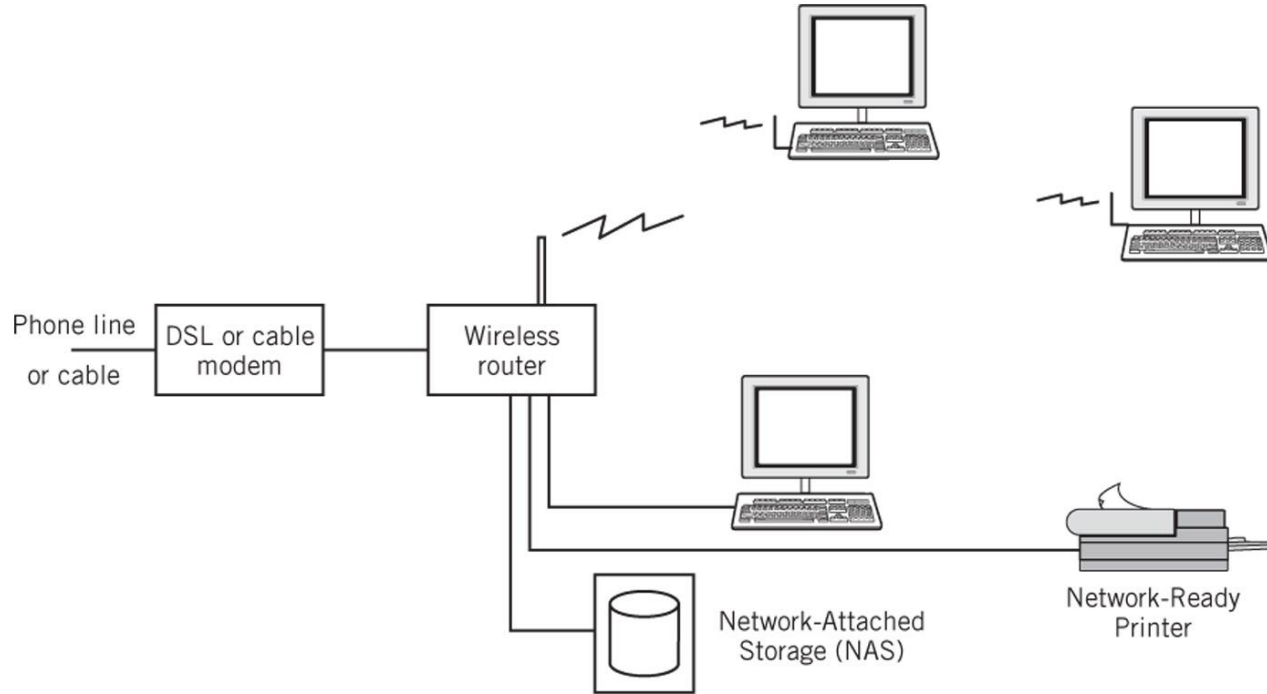 Phone line
or cable
DSL or cable
modem
Wireless
router
Network-Attached
Storage (NAS)
Network-Ready
Printer